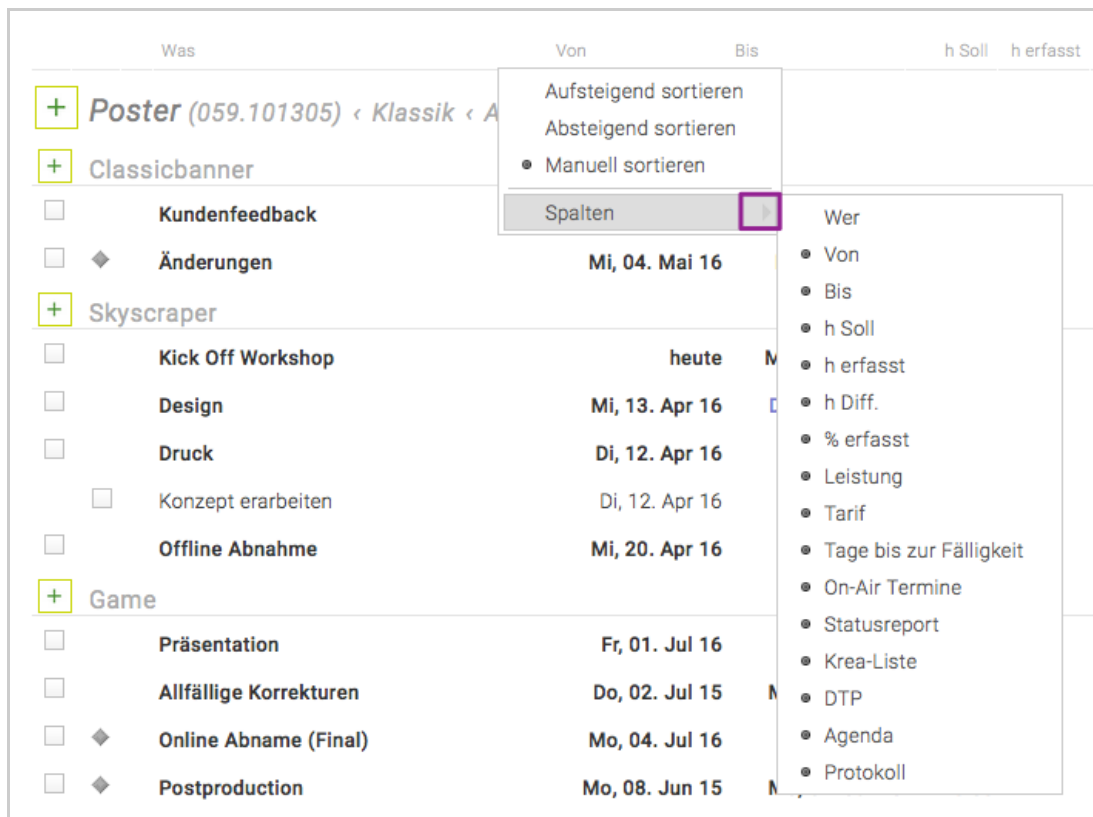 Was Von Bis h Soll h erfasst
Poster (059.101305) ‹ Klassik ‹ A
Aufsteigend sortieren
Absteigend sortieren
Manuell sortieren
Spalten
Classicbanner
Kundenfeedback
Änderungen Mi, 04. Mai 16
Skyscraper
Kick Off Workshop heute M
Design Mi, 13. Apr 16
Druck Di, 12. Apr 16
Konzept erarbeiten Di, 12. Apr 16
Offline Abnahme Mi, 20. Apr 16
Game
Präsentation Fr, 01. Jul 16
Allfällige Korrekturen Do, 02. Jul 15
Online Abname (Final) Mo, 04. Jul 16
Postproduction Mo, 08. Jun 15
Wer
Von
Bis
h Soll
h erfasst
h Diff.
% erfasst
Leistung
Tarif
Tage bis zur Fälligkeit
On-Air Termine
Statusreport
Krea-Liste
DTP
Agenda
Protokoll